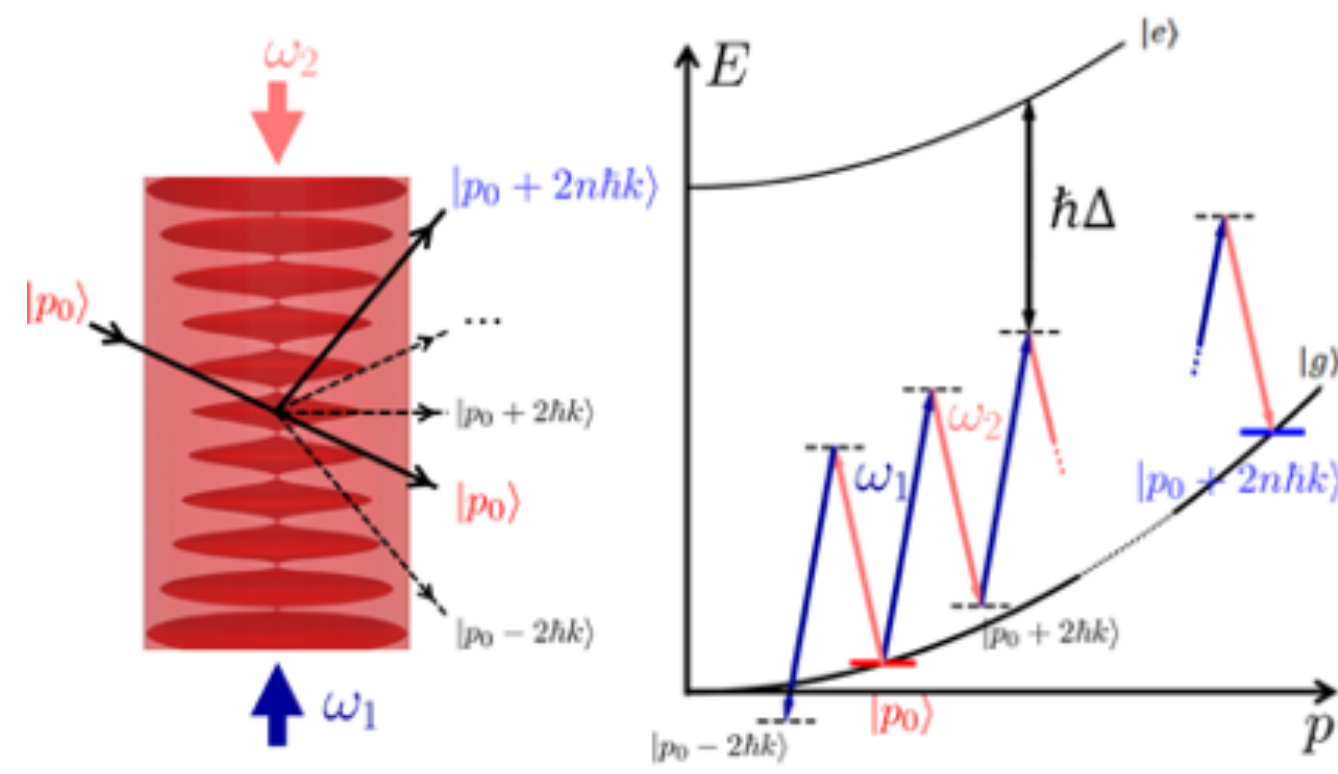 ω₂
|p₀ + 2nħk⟩
|p₀⟩
...
|p₀ + 2ħk⟩
|p₀⟩
|p₀ − 2ħk⟩
ω₁
E
|e⟩
ħΔ
|g⟩
ω₂
ω₁
|p₀ + 2nħk⟩
|p₀ + 2ħk⟩
|p₀⟩
|p₀ − 2ħk⟩
p